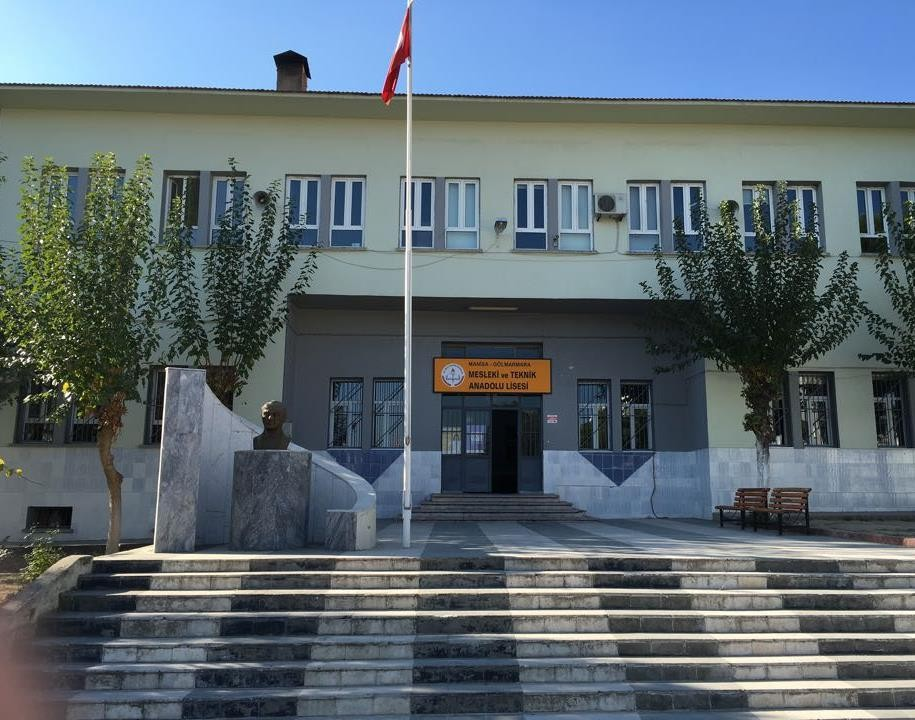 MANİSA - GÖLMARMARA
MESLEKİ ve TEKNİK
ANADOLU LİSESİ